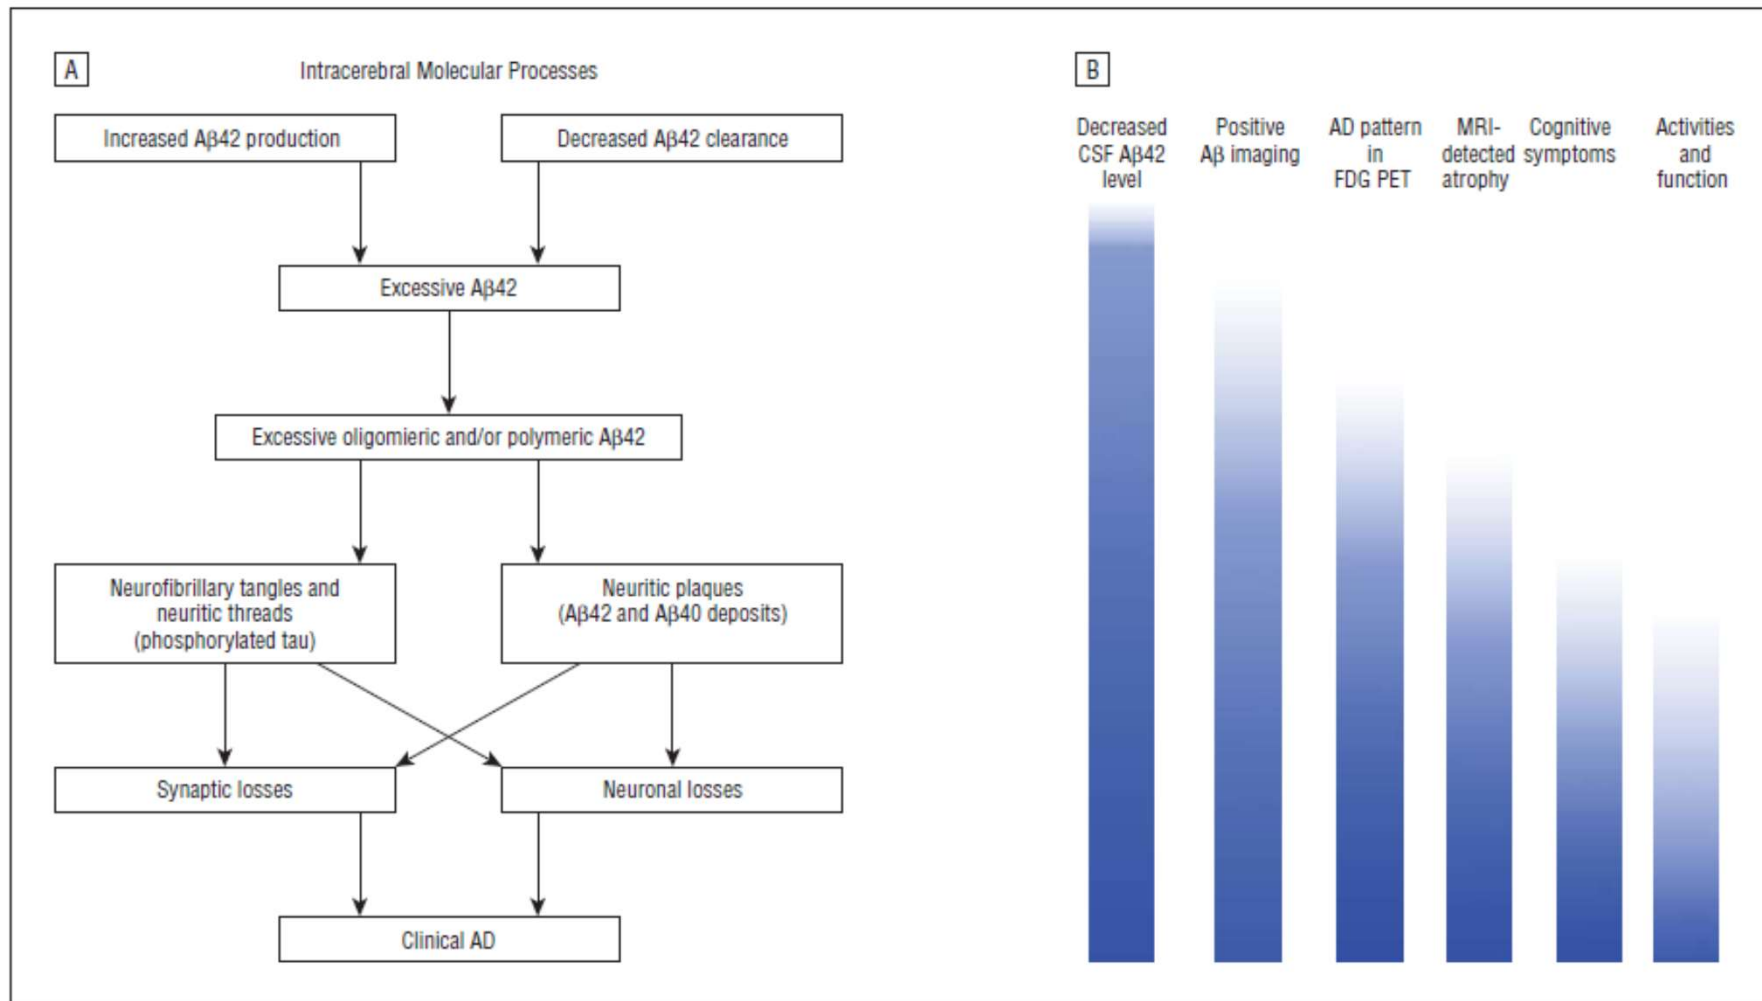 A
Intracerebral Molecular Processes
Increased Aβ42 production
Decreased Aβ42 clearance
Excessive Aβ42
Excessive oligomieric and/or polymeric Aβ42
Neurofibrillary tangles and
neuritic threads
(phosphorylated tau)
Neuritic plaques
(Aβ42 and Aβ40 deposits)
Synaptic losses
Neuronal losses
Clinical AD
B
Decreased
CSF Aβ42
level
Positive
Aβ imaging
AD pattern
in
FDG PET
MRI-
detected
atrophy
Cognitive
symptoms
Activities
and
function